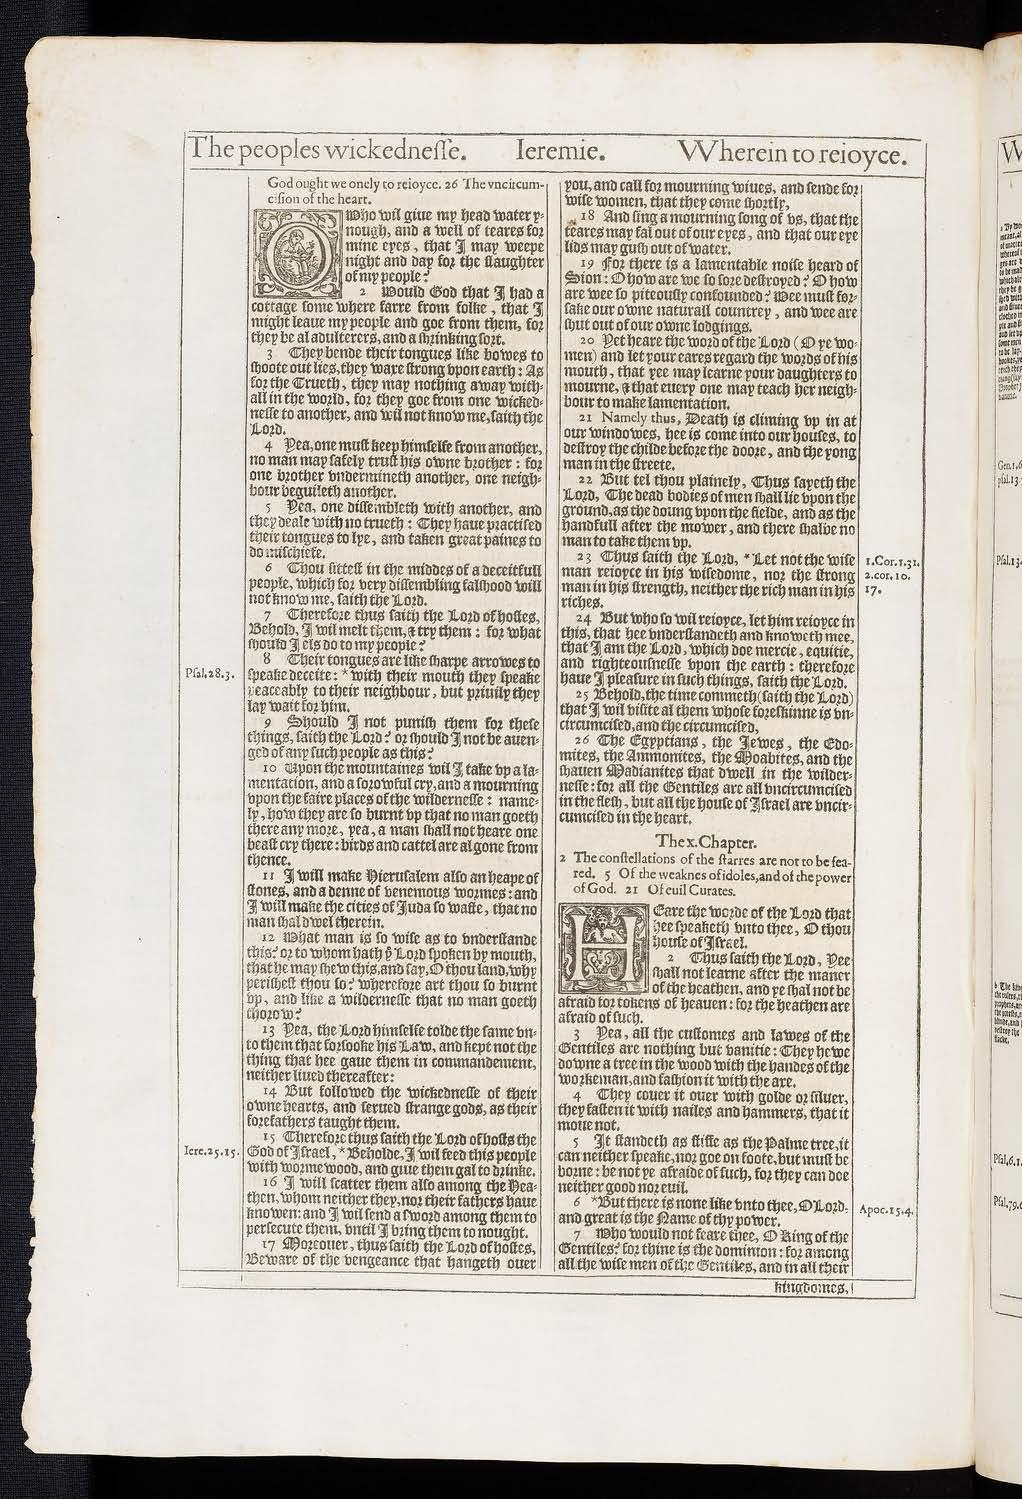 The peoples wickednesse. Ieremie. Wherein to reioyce.
God ought we onely to reioyce. 26 The vncircum-
cision of the heart.
Who wil giue my head water y-
nough, and a well of teares for
mine eyes, that I may weepe
night and day for the slaughter
of my people?
2 Would God that I had a
cottage some where farre from folke, that I
might leaue my people and goe from them, for
they be al adulterers, and a shrinking sort.
3 They bende their tongues like bowes to
shoote out lies, they ware strong vpon earth: As
for the Trueth, they may nothing away with-
all in the world, for they goe from one wicked-
nesse to another, and wil not know me, saith the
Lord.
4 Yea, one must keep himselfe from another,
no man may safely trust his owne brother: for
one brother vndermineth another, one neigh-
bour beguileth another.
5 Yea, one dissembleth with another, and
they deale with no trueth: They haue practised
their tongues to lye, and taken great paines to
do mischiefe.
6 Thou sittest in the middes of a deceitfull
people, which for very dissembling falshood will
not know me, saith the Lord.
7 Therefore thus saith the Lord of hostes,
Behold, I wil melt them, & try them: for what
should I els do to my people?
8 Their tongues are like sharpe arrowes to
speake deceite: *with their mouth they speake
peaceably to their neighbour, but priuily they
lay wait for him.
Psal.28.3.
9 Should I not punish them for these
things, saith the Lord? or should I not be auen-
ged of any such people as this?
10 Upon the mountaines wil I take vp a la-
mentation, and a sorowful cry, and a mourning
vpon the faire places of the wildernesse: name-
ly, how they are so burnt vp that no man goeth
there any more, yea, a man shall not heare one
beast cry there: birds and cattel are al gone from
thence.
11 I will make Hierusalem also an heape of
stones, and a denne of venemous wormes: and
I will make the cities of Juda so waste, that no
man shal dwel therein.
12 What man is so wise as to vnderstande
this? or to whom hath ye Lord spoken by mouth,
that he may shew this, and say, O thou land, why
perishest thou so? wherefore art thou so burnt
vp, and like a wildernesse that no man goeth
thorow?
13 Yea, the Lord himselfe tolde the same vn-
to them that forsooke his Law, and kept not the
thing that hee gaue them in commandement,
neither liued thereafter:
14 But followed the wickednesse of their
owne hearts, and serued strange gods, as their
forefathers taught them.
15 Therefore thus saith the Lord of hosts the
God of Israel, *Beholde, I wil feed this people
with wormewood, and giue them gal to drinke.
Iere.25.15.
16 I will scatter them also among the Hea-
then, whom neither they, nor their fathers haue
knowen: and I wil send a sword among them to
persecute them, vntil I bring them to nought.
17 Moreouer, thus saith the Lord of hostes,
Beware of the vengeance that hangeth ouer
you, and call for mourning wiues, and sende for
wise women, that they come shortly,
18 And sing a mourning song of vs, that the
teares may fal out of our eyes, and that our eye
lids may gush out of water.
19 For there is a lamentable noise heard of
Sion: O how are we so sore destroyed? O how
are wee so piteously confounded? Wee must for-
sake our owne naturall countrey, and wee are
shut out of our owne lodgings.
20 Yet heare the word of the Lord (O ye wo-
men) and let your eares regard the words of his
mouth, that yee may learne your daughters to
mourne, & that euery one may teach her neigh-
bour to make lamentation.
21 Namely thus, Death is climing vp in at
our windowes, hee is come into our houses, to
destroy the childe before the doore, and the yong
man in the streete.
22 But tel thou plainely, Thus sayeth the
Lord, The dead bodies of men shall lie vpon the
ground, as the doung vpon the fielde, and as the
handfull after the mower, and there shalbe no
man to take them vp.
23 Thus saith the Lord, *Let not the wise
man reioyce in his wisedome, nor the strong
man in his strength, neither the rich man in his
riches.
1.Cor.1.31.
2.cor.10.
17.
24 But who so wil reioyce, let him reioyce in
this, that hee vnderstandeth and knoweth mee,
that I am the Lord, which doe mercie, equitie,
and righteousnesse vpon the earth: therefore
haue I pleasure in such things, saith the Lord.
25 Behold, the time commeth (saith the Lord)
that I wil visite al them whose foreskinne is vn-
circumcised, and the circumcised,
26 The Egyptians, the Jewes, the Edo-
mites, the Ammonites, the Moabites, and the
shauen Madianites that dwell in the wilder-
nesse: for all the Gentiles are all vncircumcised
in the flesh, but all the house of Israel are vncir-
cumcised in the heart.
The x. Chapter.
2 The constellations of the starres are not to be fea-
red. 5 Of the weaknes of idoles, and of the power
of God. 21 Of euil Curates.
Heare the worde of the Lord that
hee speaketh vnto thee, O thou
house of Israel.
2 Thus saith the Lord, Yee
shall not learne after the maner
of the heathen, and ye shal not be
afraid for tokens of heauen: for the heathen are
afraid of such.
3 Yea, all the customes and lawes of the
Gentiles are nothing but vanitie: They hewe
downe a tree in the wood with the handes of the
workeman, and fashion it with the axe.
4 They couer it ouer with golde or siluer,
they fasten it with nailes and hammers, that it
moue not.
5 It standeth as stiffe as the Palme tree, it
can neither speake, nor goe on foote, but must be
borne: be not ye afraide of such, for they can doe
neither good nor euil.
6 *But there is none like vnto thee, O Lord:
and great is the Name of thy power.
Apoc.15.4.
7 Who would not feare thee, O King of the
Gentiles? for thine is the dominion: for among
all the wise men of the Gentiles, and in all their
kingdomes,